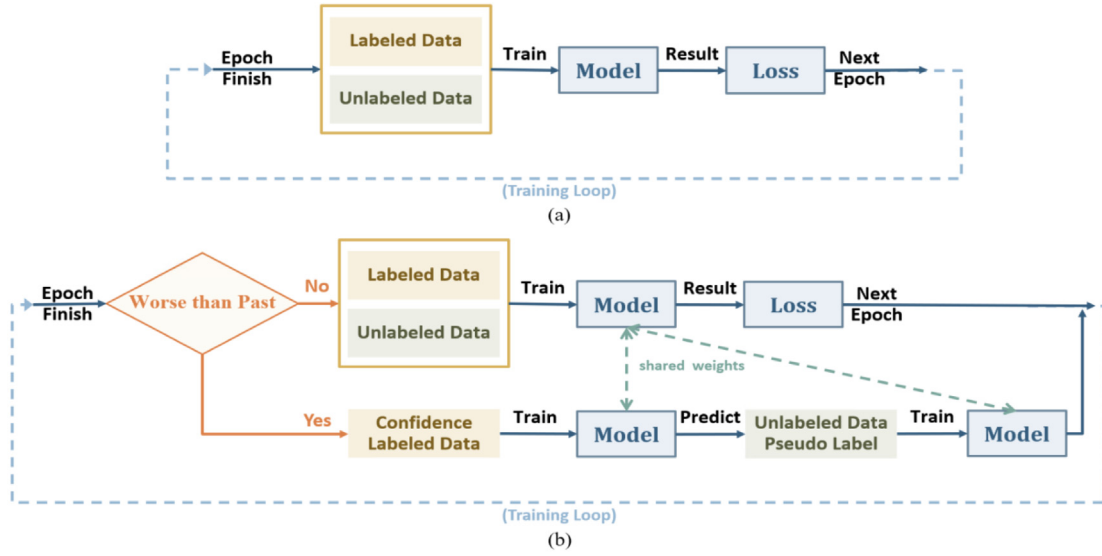 Epoch
Finish
Labeled Data
Unlabeled Data
Train
Model
Result
Loss
Next
Epoch
(Training Loop)
(a)
Epoch
Finish
Worse than Past
No
Labeled Data
Unlabeled Data
Train
Model
Result
Loss
Next
Epoch
shared weights
Yes
Confidence
Labeled Data
Train
Model
Predict
Unlabeled Data
Pseudo Label
Train
Model
(Training Loop)
(b)